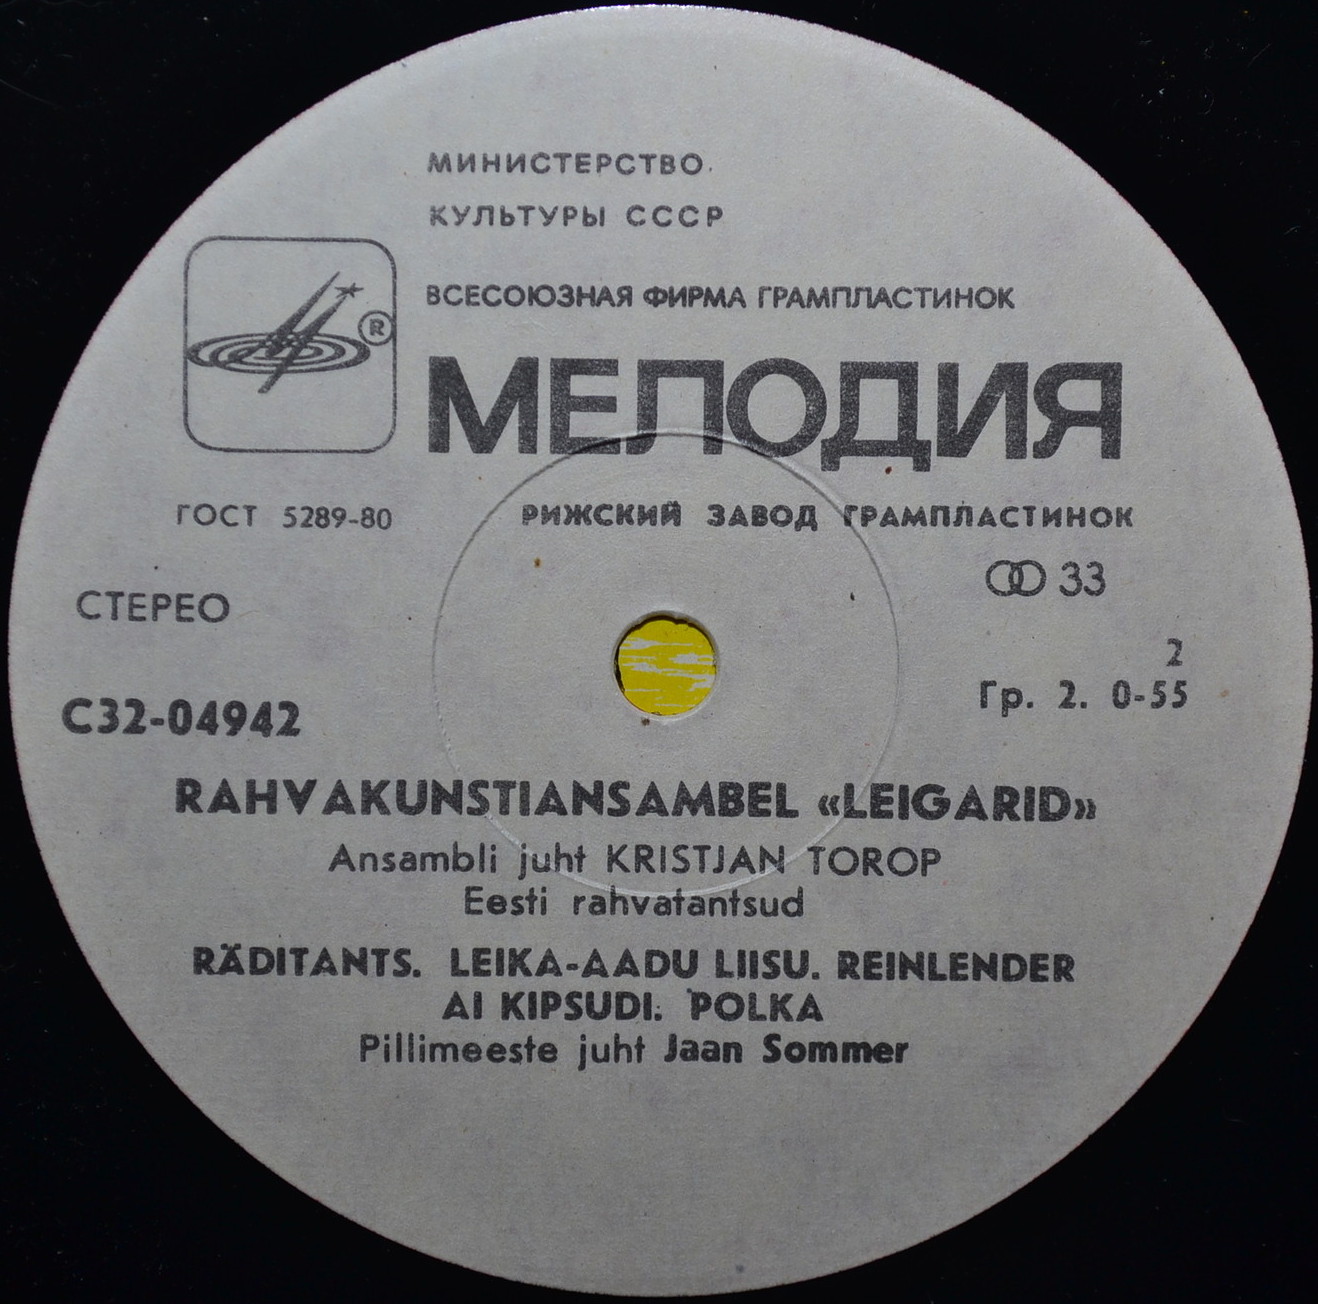 МИНИСТЕРСТВО
КУЛЬТУРЫ СССР
ВСЕСОЮЗНАЯ ФИРМА ГРАМПЛАСТИНОК
®
МЕЛОДИЯ
ГОСТ 5289-80
РИЖСКИЙ ЗАВОД ГРАМПЛАСТИНОК
33
СТЕРЕО
2
С32-04942
Гр. 2. 0-55
RAHVAKUNSTIANSAMBEL «LEIGARID»
Ansambli juht KRISTJAN TOROP
Eesti rahvatantsud
RÄDITANTS. LEIKA-AADU LIISU. REINLENDER
AI KIPSUDI. POLKA
Pillimeeste juht Jaan Sommer